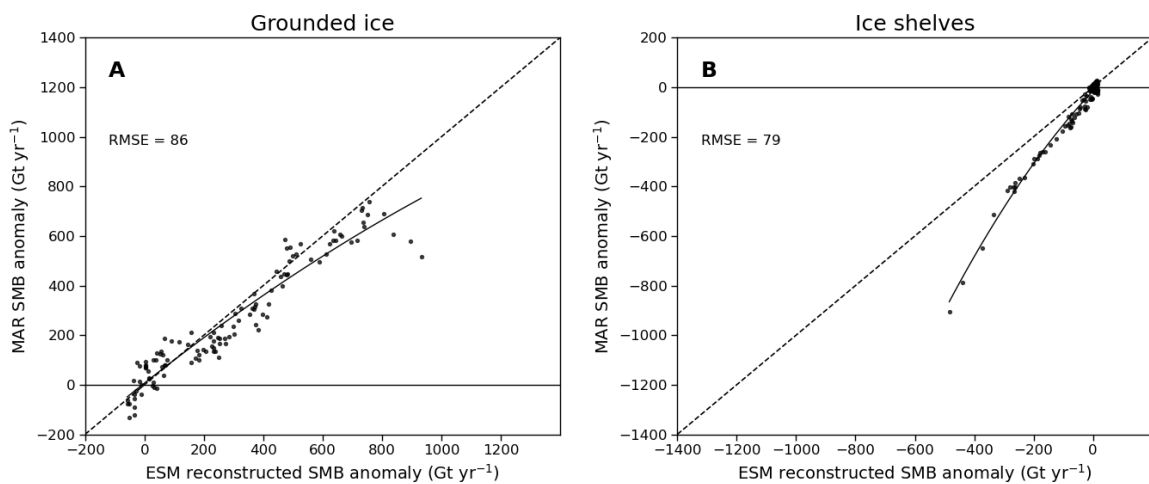 Grounded ice
A
RMSE = 86
1400
1200
1000
800
600
400
200
0
−200
−200 0 200 400 600 800 1000 1200
MAR SMB anomaly (Gt yr⁻¹)
ESM reconstructed SMB anomaly (Gt yr⁻¹)
Ice shelves
B
RMSE = 79
200
0
−200
−400
−600
−800
−1000
−1200
−1400
−1400 −1200 −1000 −800 −600 −400 −200 0
MAR SMB anomaly (Gt yr⁻¹)
ESM reconstructed SMB anomaly (Gt yr⁻¹)